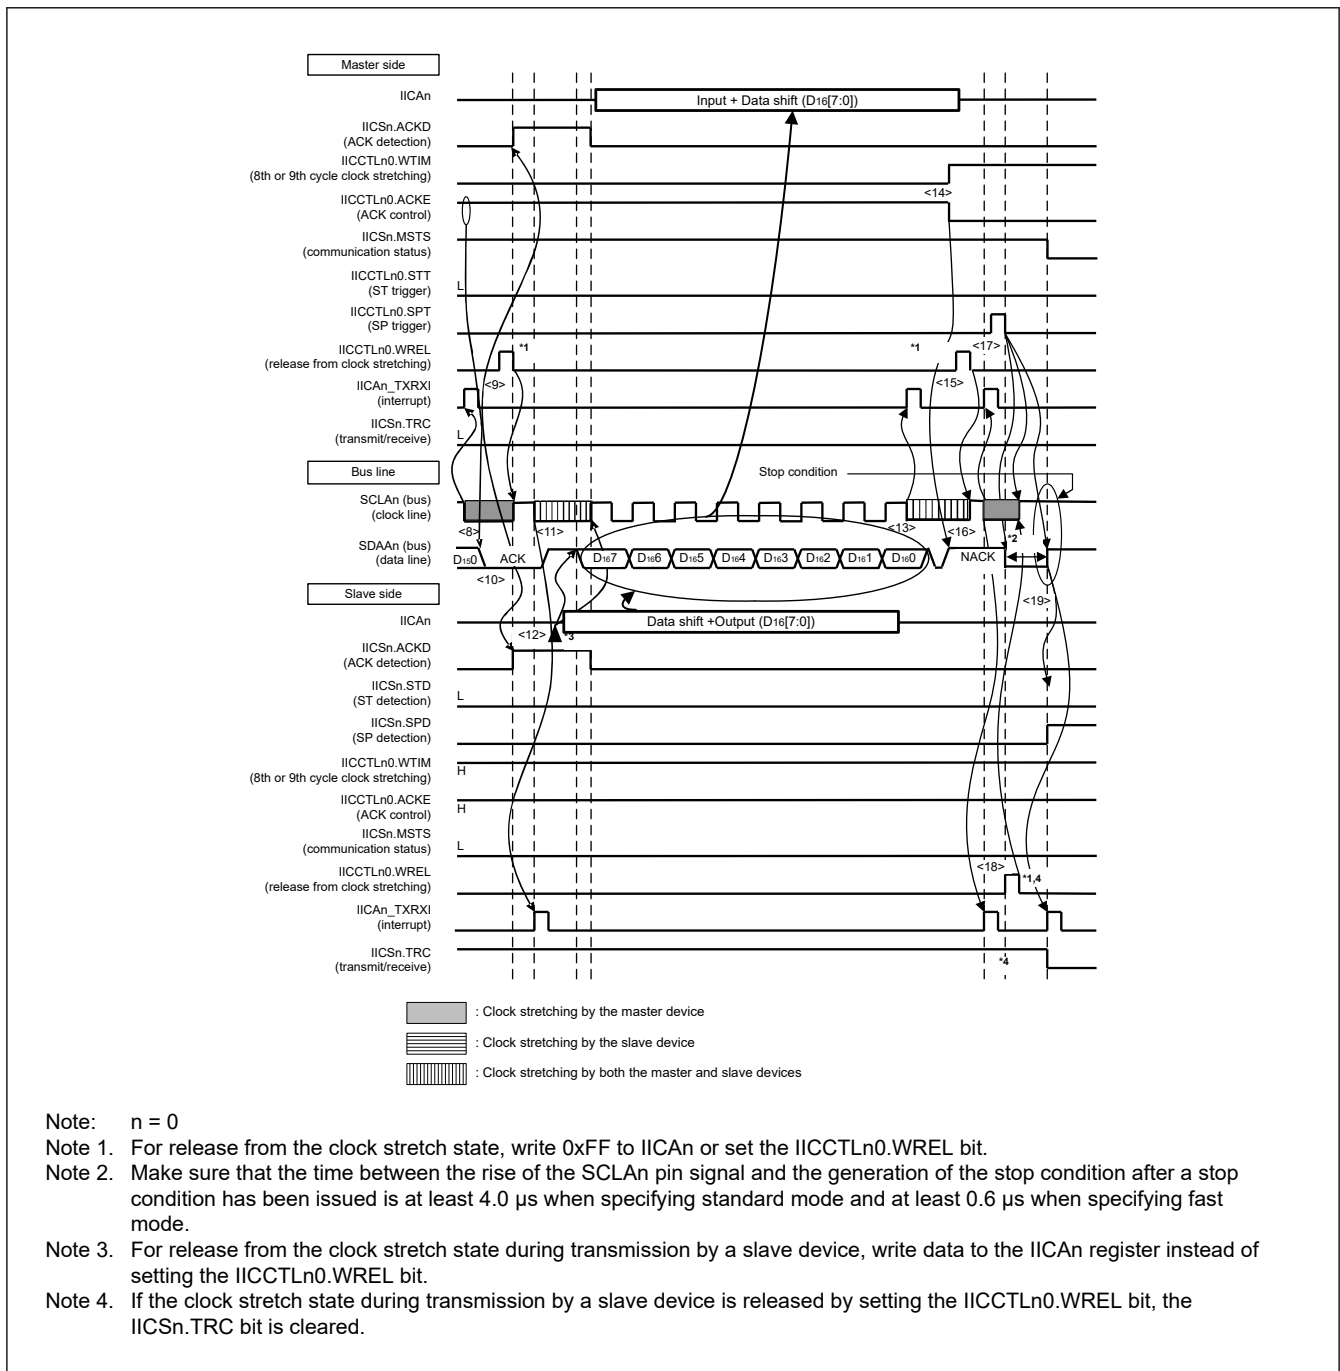 Master side
IICAn
Input + Data shift (D16[7:0])
IICSn.ACKD
(ACK detection)
IICCTLn0.WTIM
(8th or 9th cycle clock stretching)
<14>
IICCTLn0.ACKE
(ACK control)
IICSn.MSTS
(communication status)
IICCTLn0.STT
(ST trigger)
L
IICCTLn0.SPT
(SP trigger)
IICCTLn0.WREL
(release from clock stretching)
*1
*1
<17>
<9>
<15>
IICAn_TXRXI
(interrupt)
IICSn.TRC
(transmit/receive)
L
Bus line
Stop condition
SCLAn (bus)
(clock line)
<8>
<11>
<13>
<16>
SDAAn (bus)
(data line)
D150
ACK
D167
D166
D165
D164
D163
D162
D161
D160
NACK
*2
<10>
<19>
Slave side
IICAn
<12>
*3
Data shift +Output (D16[7:0])
IICSn.ACKD
(ACK detection)
IICSn.STD
(ST detection)
L
IICSn.SPD
(SP detection)
IICCTLn0.WTIM
(8th or 9th cycle clock stretching)
H
IICCTLn0.ACKE
(ACK control)
H
IICSn.MSTS
(communication status)
L
IICCTLn0.WREL
(release from clock stretching)
<18>
*1,4
IICAn_TXRXI
(interrupt)
IICSn.TRC
(transmit/receive)
*4
: Clock stretching by the master device
: Clock stretching by the slave device
: Clock stretching by both the master and slave devices
Note: n = 0
Note 1. For release from the clock stretch state, write 0xFF to IICAn or set the IICCTLn0.WREL bit.
Note 2. Make sure that the time between the rise of the SCLAn pin signal and the generation of the stop condition after a stop
condition has been issued is at least 4.0 µs when specifying standard mode and at least 0.6 µs when specifying fast
mode.
Note 3. For release from the clock stretch state during transmission by a slave device, write data to the IICAn register instead of
setting the IICCTLn0.WREL bit.
Note 4. If the clock stretch state during transmission by a slave device is released by setting the IICCTLn0.WREL bit, the
IICSn.TRC bit is cleared.